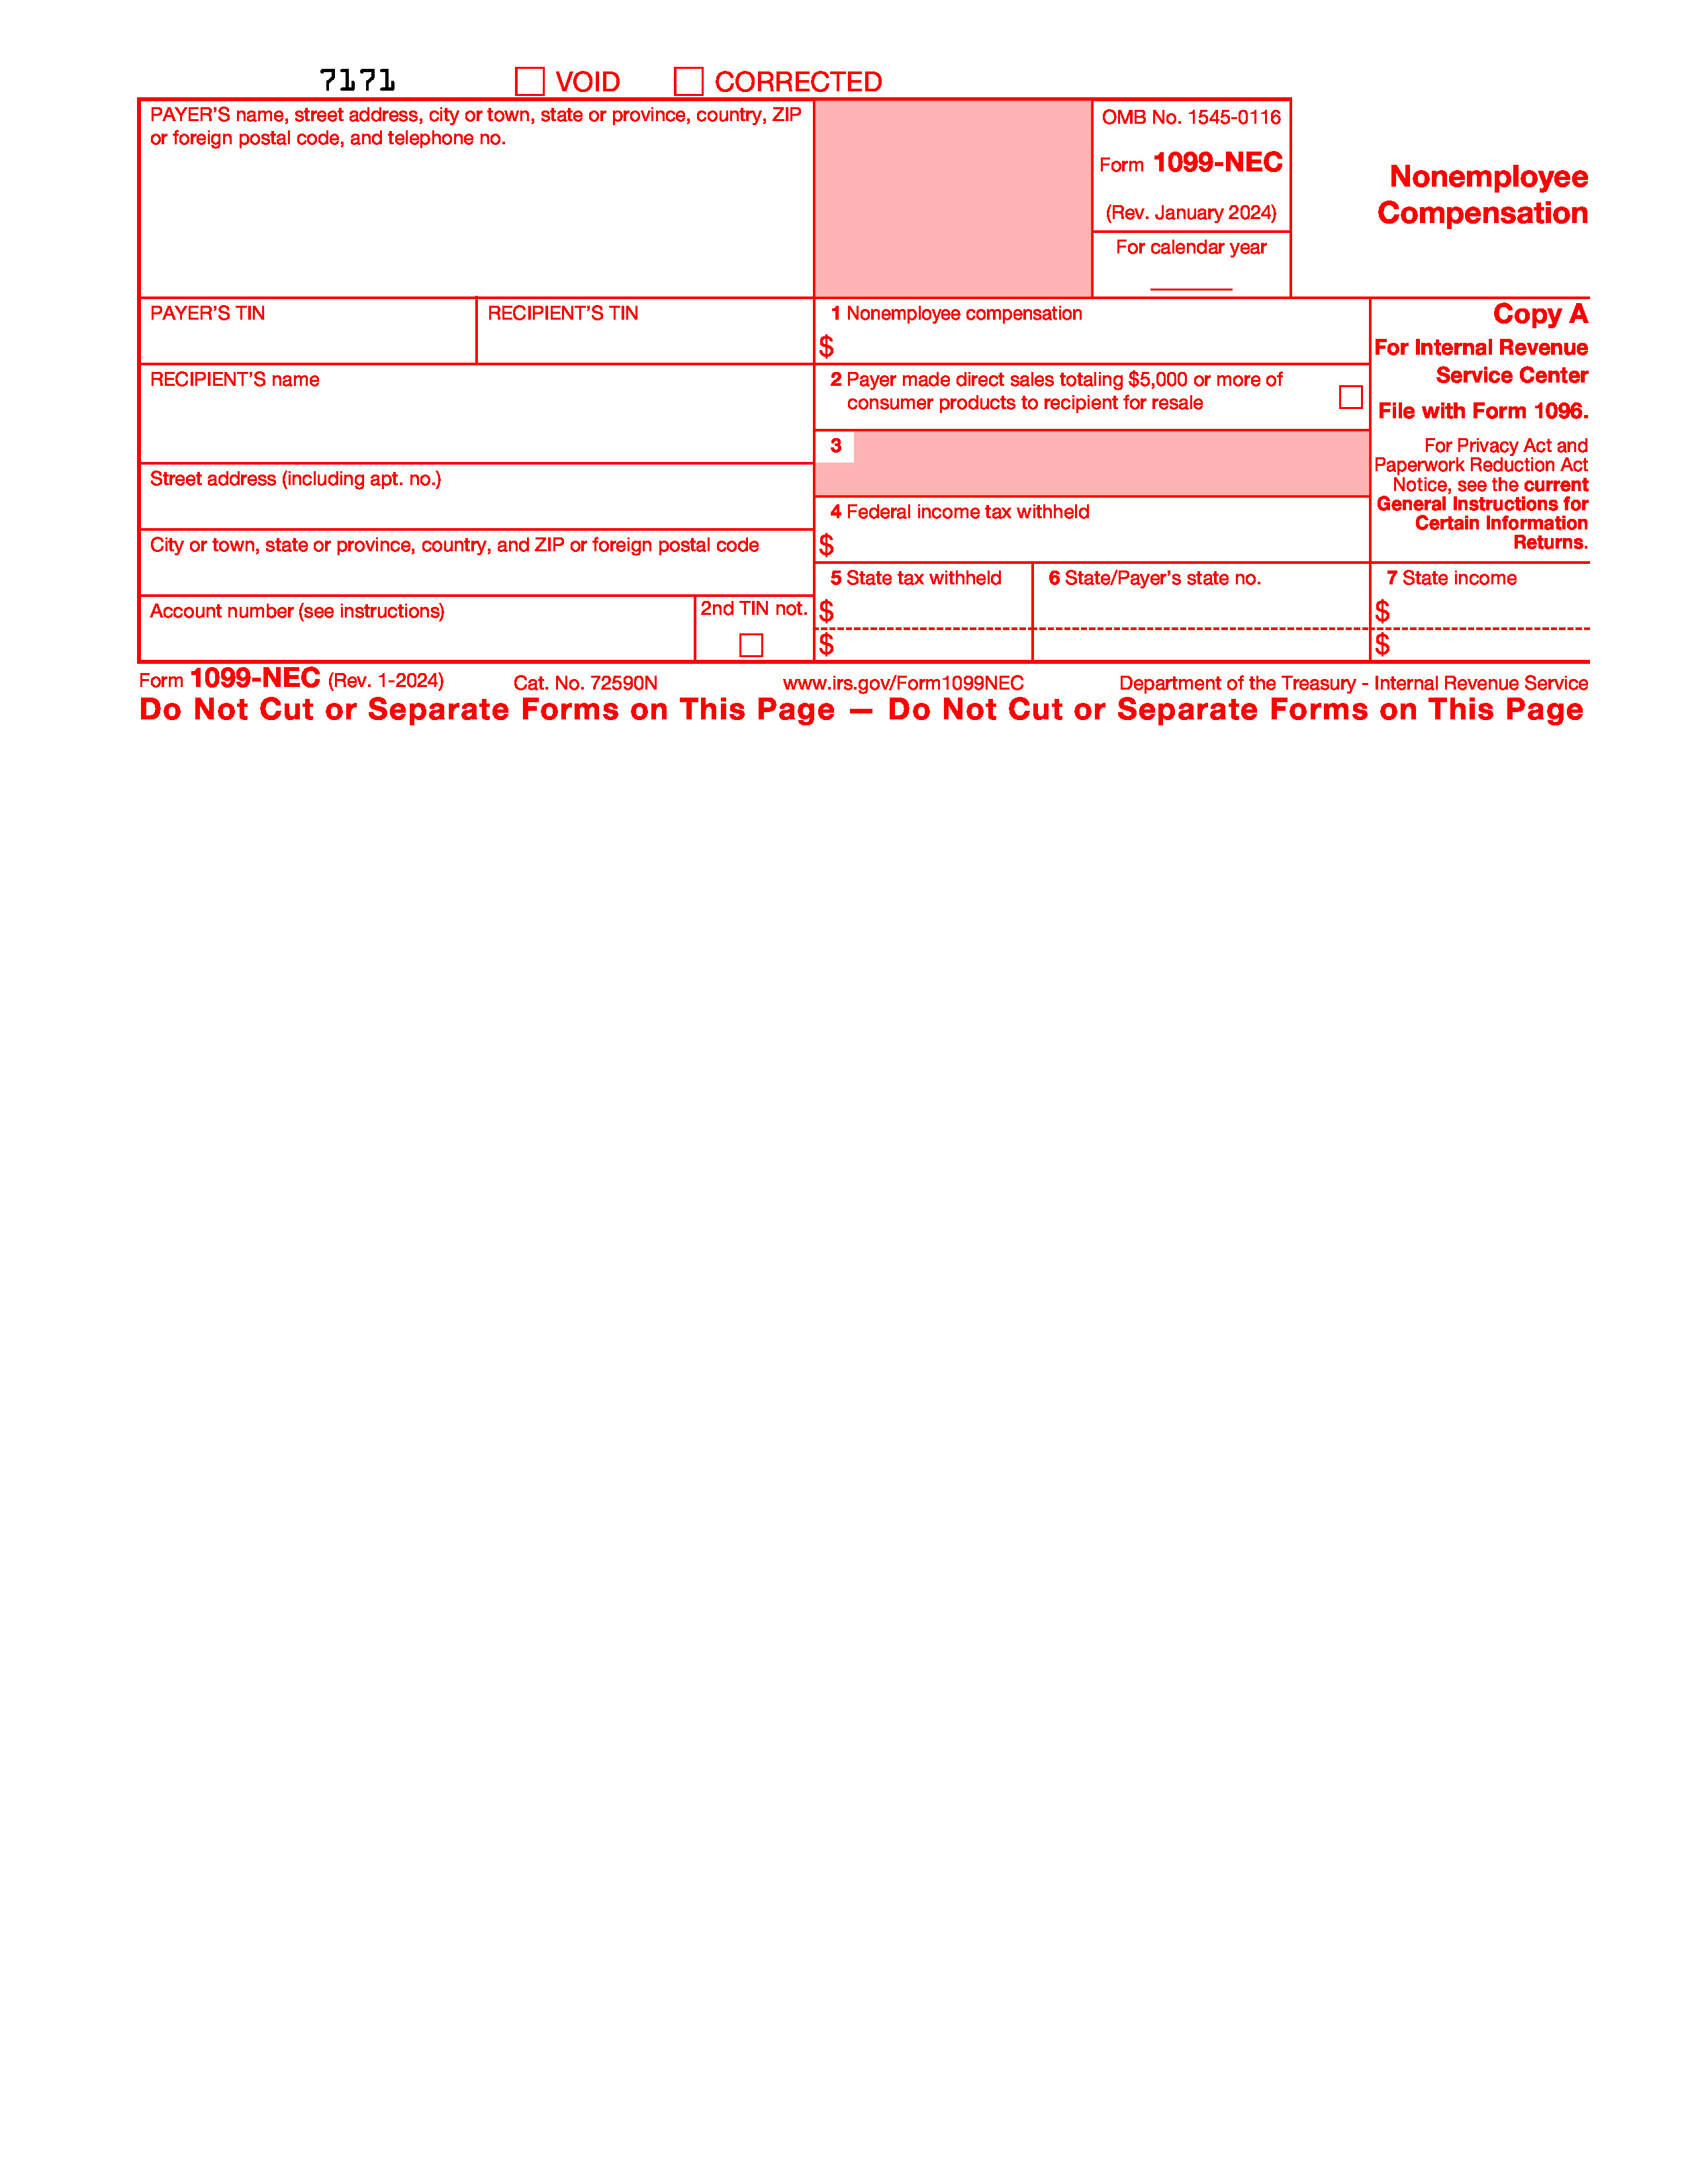 7171 VOID CORRECTED
PAYER'S name, street address, city or town, state or province, country, ZIP
or foreign postal code, and telephone no.
OMB No. 1545-0116
Form 1099-NEC
(Rev. January 2024)
For calendar year
Nonemployee
Compensation
PAYER'S TIN
RECIPIENT'S TIN
1 Nonemployee compensation
$
Copy A
For Internal Revenue
Service Center
File with Form 1096.
For Privacy Act and
Paperwork Reduction Act
Notice, see the current
General Instructions for
Certain Information
Returns.
RECIPIENT'S name
2 Payer made direct sales totaling $5,000 or more of
consumer products to recipient for resale
3
Street address (including apt. no.)
4 Federal income tax withheld
$
City or town, state or province, country, and ZIP or foreign postal code
5 State tax withheld
$
$
6 State/Payer's state no.
7 State income
$
$
Account number (see instructions)
2nd TIN not.
Form 1099-NEC (Rev. 1-2024) Cat. No. 72590N www.irs.gov/Form1099NEC Department of the Treasury - Internal Revenue Service
Do Not Cut or Separate Forms on This Page — Do Not Cut or Separate Forms on This Page